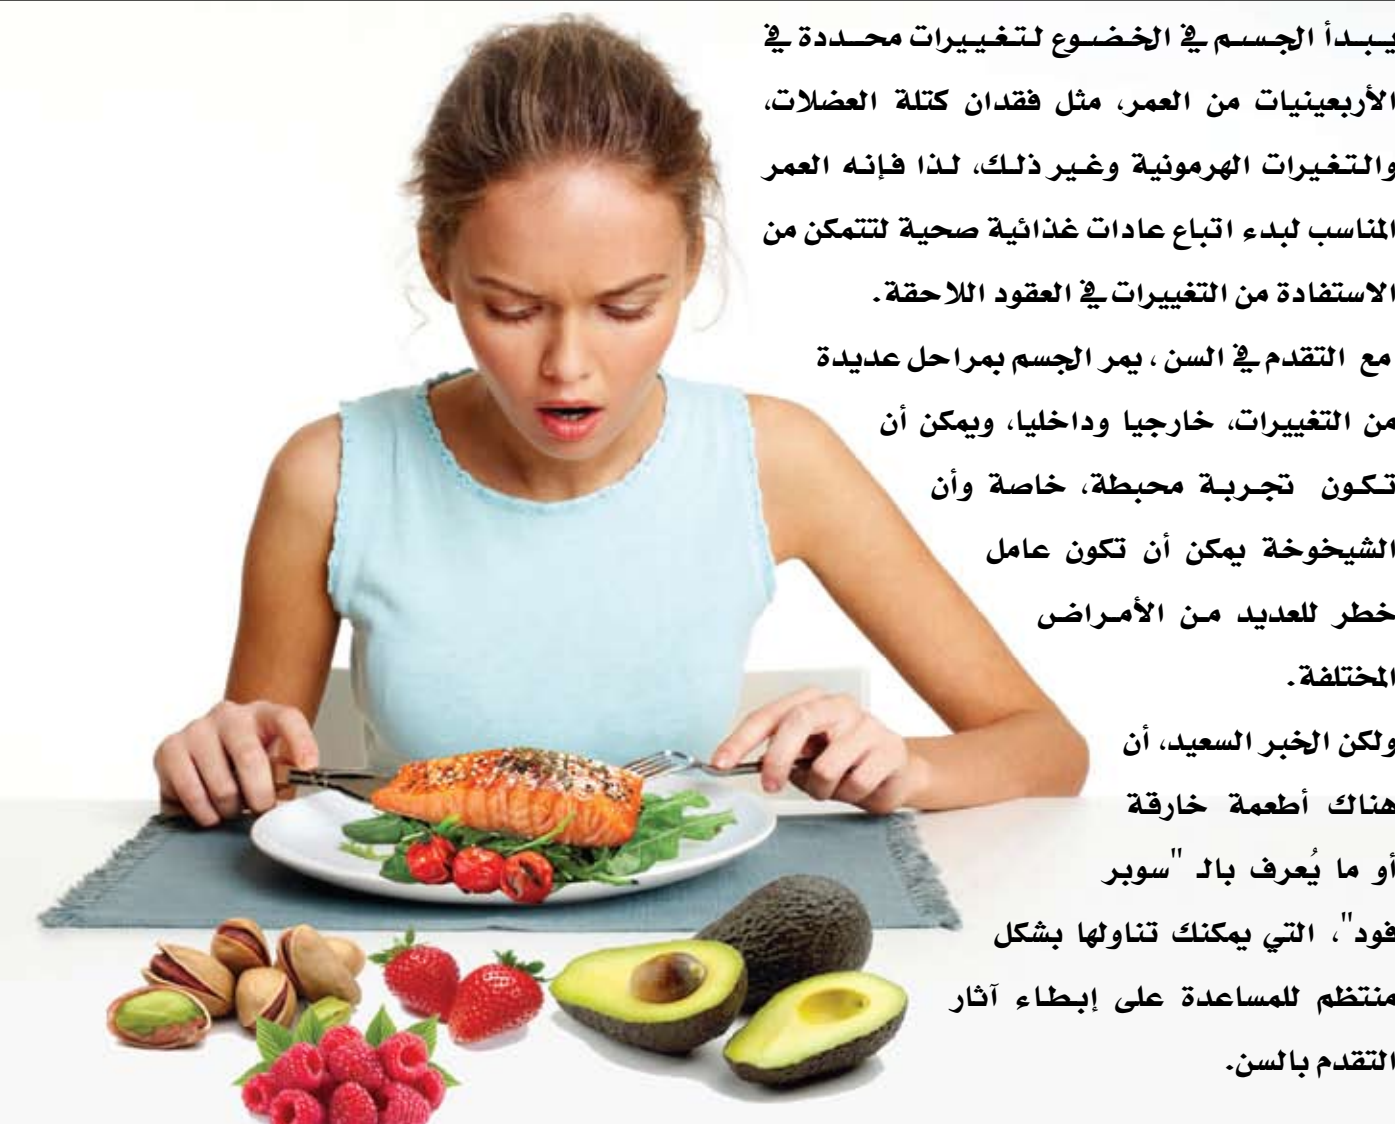 يبدأ الجسم في الخضوع لتغييرات محددة في
الأربعينيات من العمر، مثل فقدان كتلة العضلات،
والتغيرات الهرمونية وغير ذلك، لذا فإنه العمر
المناسب لبدء اتباع عادات غذائية صحية لتتمكن من
الاستفادة من التغييرات في العقود اللاحقة.
مع التقدم في السن، يمر الجسم بمراحل عديدة
من التغييرات، خارجيا وداخليا، ويمكن أن
تكون تجربة محبطة، خاصة وأن
الشيخوخة يمكن أن تكون عامل
خطر للعديد من الأمراض
المختلفة.
ولكن الخبر السعيد، أن
هناك أطعمة خارقة
أو ما يُعرف بالـ "سوبر
فود"، التي يمكنك تناولها بشكل
منتظم للمساعدة على إبطاء آثار
التقدم بالسن.